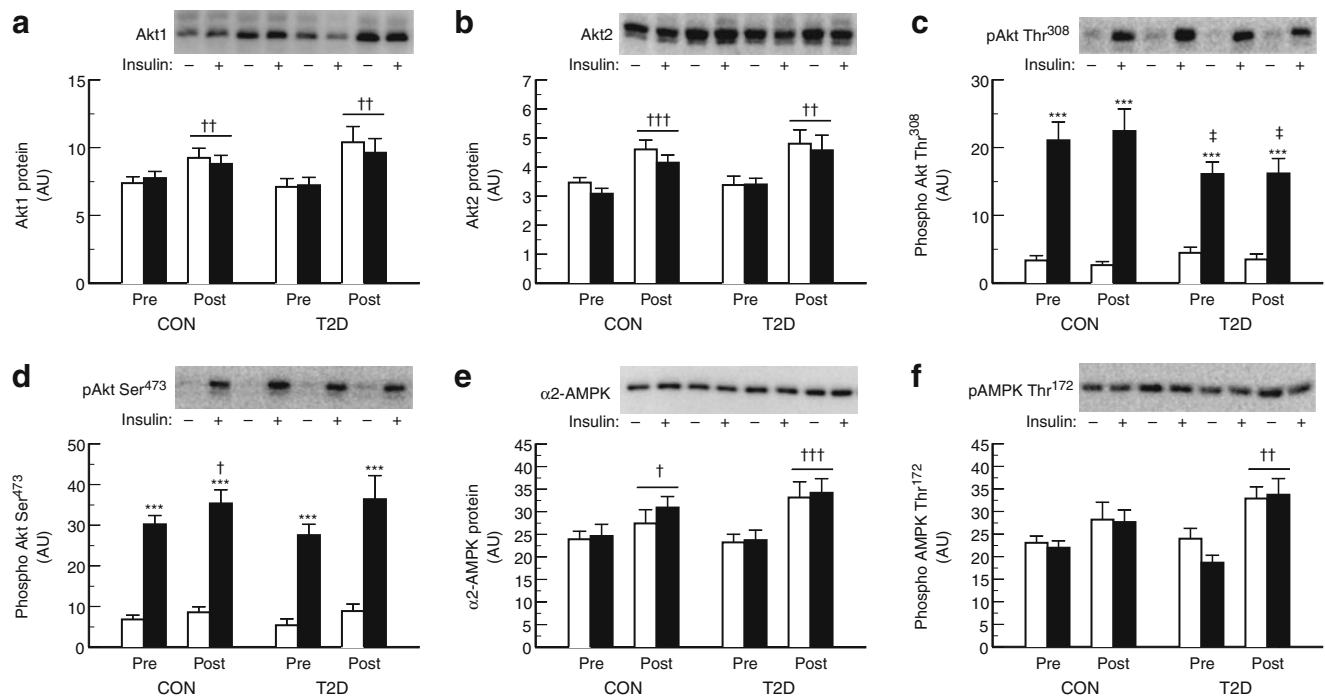 a
Akt1
Insulin: – + – + – + – +
15
10
5
0
Akt1 protein
(AU)
††
††
Pre Post Pre Post
CON T2D
b
Akt2
Insulin: – + – + – + – +
7
6
5
4
3
2
1
0
Akt2 protein
(AU)
†††
††
Pre Post Pre Post
CON T2D
c
pAkt Thr308
Insulin: – + – + – + – +
30
20
10
0
Phospho Akt Thr308
(AU)
***
***
‡
***
‡
***
Pre Post Pre Post
CON T2D
d
pAkt Ser473
Insulin: – + – + – + – +
50
40
30
20
10
0
Phospho Akt Ser473
(AU)
***
†
***
***
***
Pre Post Pre Post
CON T2D
e
α2-AMPK
Insulin: – + – + – + – +
45
40
35
30
25
20
15
10
25
0
α2-AMPK protein
(AU)
†
†††
Pre Post Pre Post
CON T2D
f
pAMPK Thr172
Insulin: – + – + – + – +
45
40
35
30
25
20
15
10
25
0
Phospho AMPK Thr172
(AU)
††
Pre Post Pre Post
CON T2D